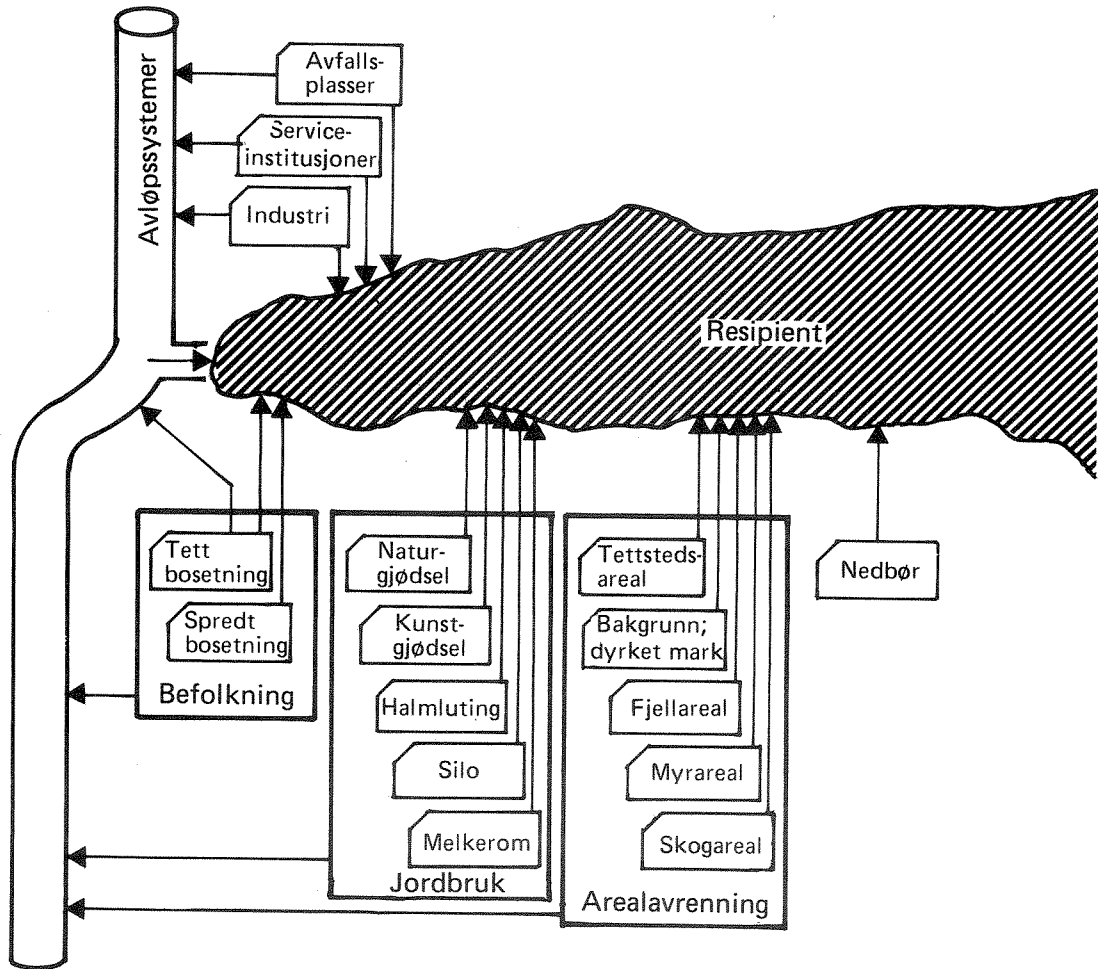 Avløpssystemer
Avfalls-
plasser
Service-
institusjoner
Industri
Resipient
Tett
bosetning
Spredt
bosetning
Befolkning
Natur-
gjødsel
Kunst-
gjødsel
Halmluting
Silo
Melkerom
Jordbruk
Tettsteds-
areal
Bakgrunn;
dyrket mark
Fjellareal
Myrareal
Skogareal
Arealavrenning
Nedbør